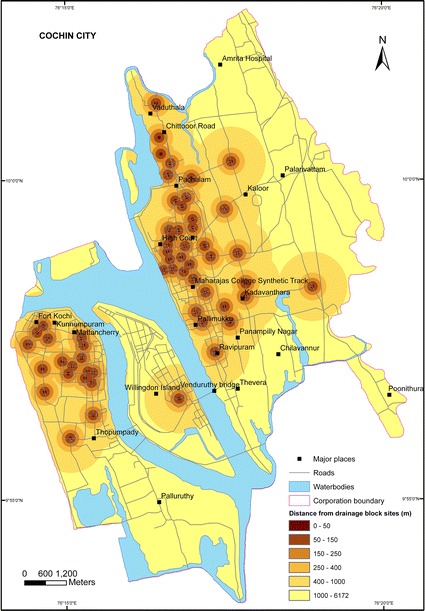 76°15'0"E
76°20'0"E
COCHIN CITY
N
Amrita Hospital
Vaduthala
Chittooor Road
Palarivattam
10°0'0"N
10°0'0"N
Pachulam
Kaloor
High Court
Maharajas College Synthetic Track
Kadavanthara
Fort Kochi
Kunnumpuram
Mattancherry
Pallimukku
Panampilly Nagar
Ravipuram
Chilavannur
Willingdon Island
Venduruthy bridge
Thevera
Poonithura
Thopumpady
Palluruthy
9°55'0"N
9°55'0"N
Major places
Roads
Waterbodies
Corporation boundary
Distance from drainage block sites (m)
0 - 50
50 - 150
150 - 250
250 - 400
400 - 1000
1000 - 6172
0 600 1,200
Meters
76°15'0"E
76°20'0"E